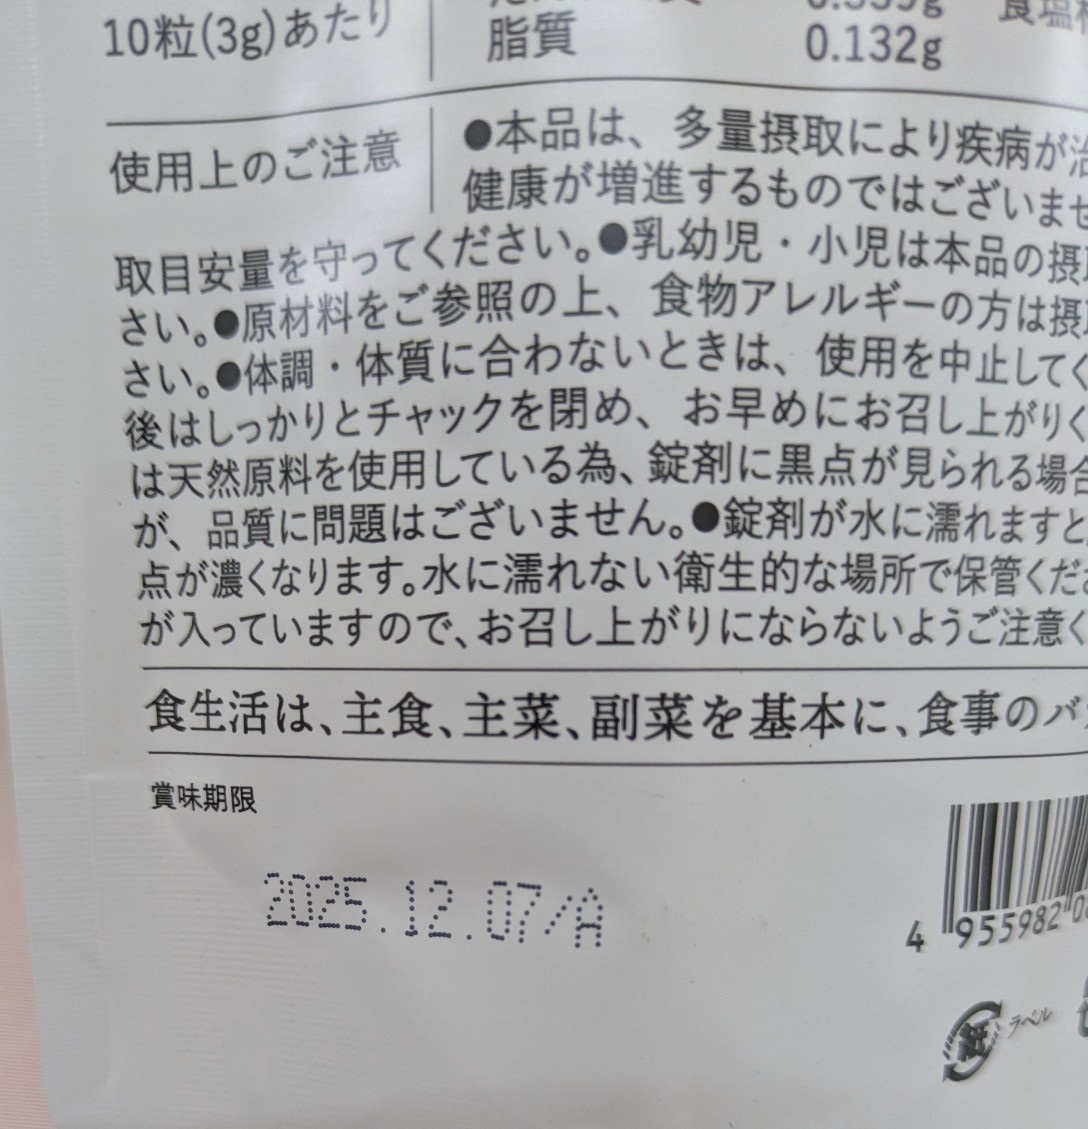 10粒(3g)あたり
脂質 0.132g
使用上のご注意
●本品は、多量摂取により疾病が治
健康が増進するものではございませ
取目安量を守ってください。●乳幼児・小児は本品の摂
さい。●原材料をご参照の上、食物アレルギーの方は摂
さい。●体調・体質に合わないときは、使用を中止してく
後はしっかりとチャックを閉め、お早めにお召し上がりく
は天然原料を使用している為、錠剤に黒点が見られる場合
が、品質に問題はございません。●錠剤が水に濡れますと
点が濃くなります。水に濡れない衛生的な場所で保管くだ
が入っていますので、お召し上がりにならないようご注意く
食生活は、主食、主菜、副菜を基本に、食事のバ
賞味期限
2025.12.07/A
4 955982 0
紙 ラベル